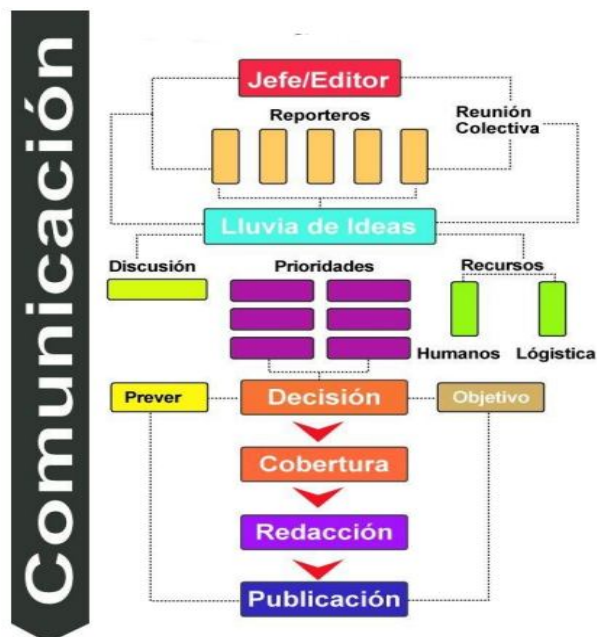 Comunicación
Jefe/Editor
Reporteros
Reunión
Colectiva
Lluvia de Ideas
Discusión
Prioridades
Recursos
Humanos
Lógistica
Prever
Decisión
Objetivo
Cobertura
Redacción
Publicación